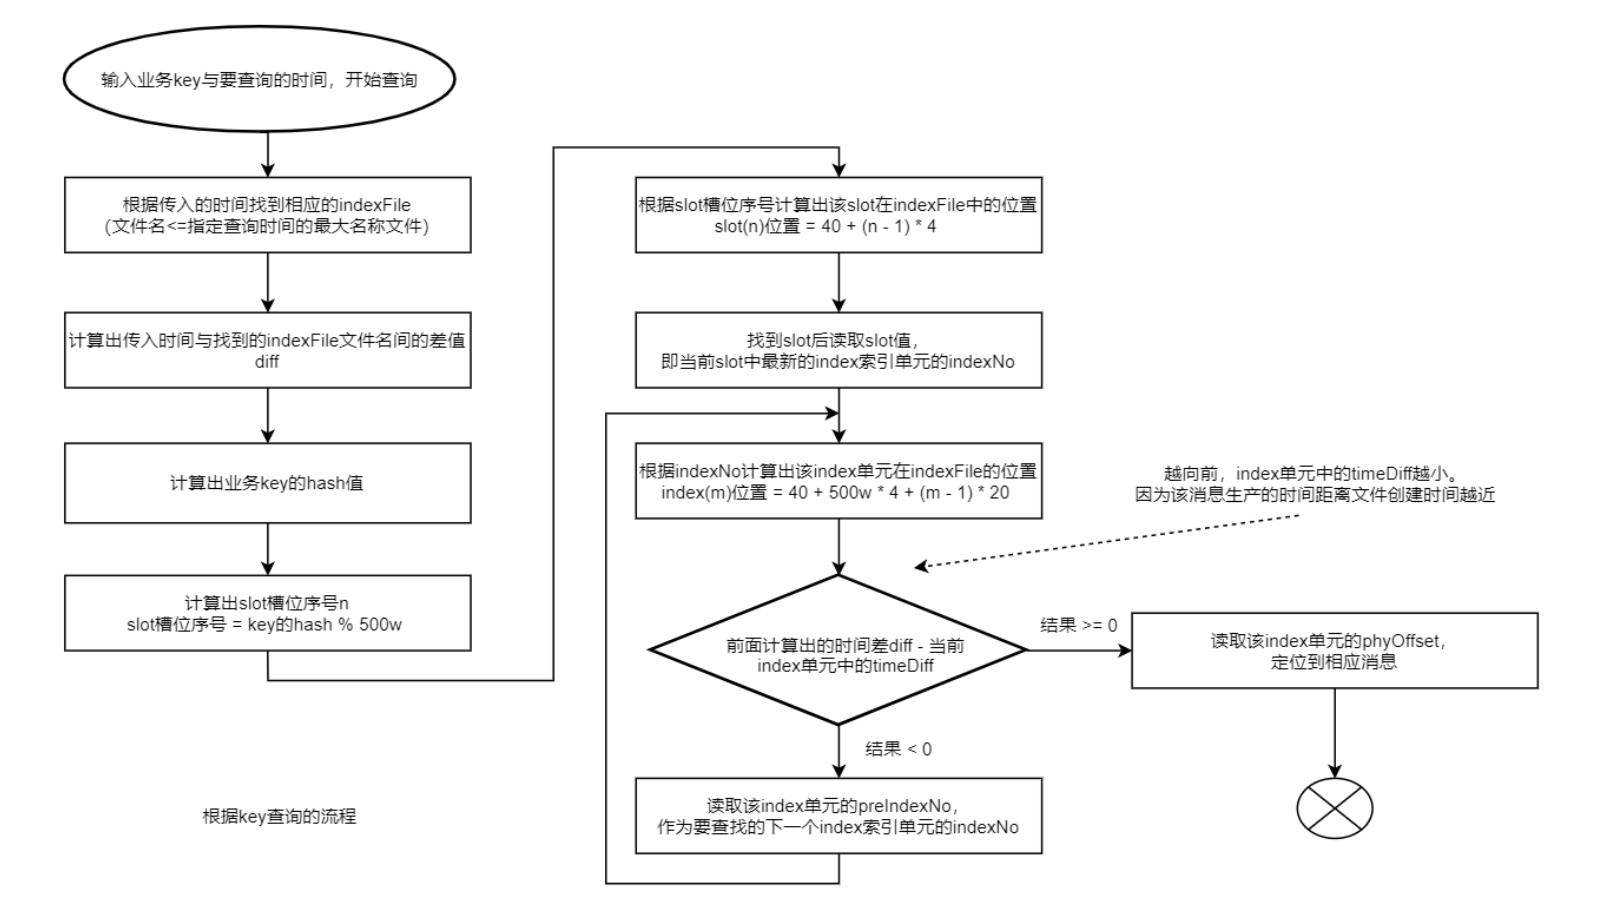 输入业务key与要查询的时间，开始查询
根据传入的时间找到相应的indexFile
(文件名<=指定查询时间的最大名称文件)
计算出传入时间与找到的indexFile文件名间的差值
diff
计算出业务key的hash值
计算出slot槽位序号n
slot槽位序号 = key的hash % 500w
根据slot槽位序号计算出该slot在indexFile中的位置
slot(n)位置 = 40 + (n - 1) * 4
找到slot后读取slot值，
即当前slot中最新的index索引单元的indexNo
根据indexNo计算出该index单元在indexFile的位置
index(m)位置 = 40 + 500w * 4 + (m - 1) * 20
越向前，index单元中的timeDiff越小。
因为该消息生产的时间距离文件创建时间越近
前面计算出的时间差diff - 当前
index单元中的timeDiff
结果 >= 0
读取该index单元的phyOffset，
定位到相应消息
结果 < 0
读取该index单元的preIndexNo，
作为要查找的下一个index索引单元的indexNo
根据key查询的流程